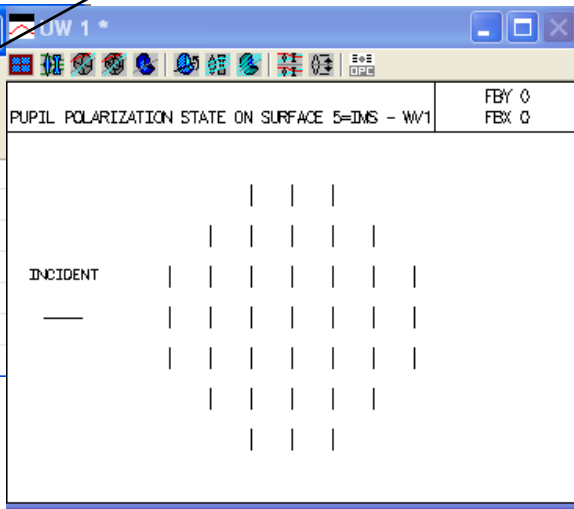 UW 1 *
PUPIL POLARIZATION STATE ON SURFACE 5=IMS - WV1
FBY 0
FBX 0
INCIDENT